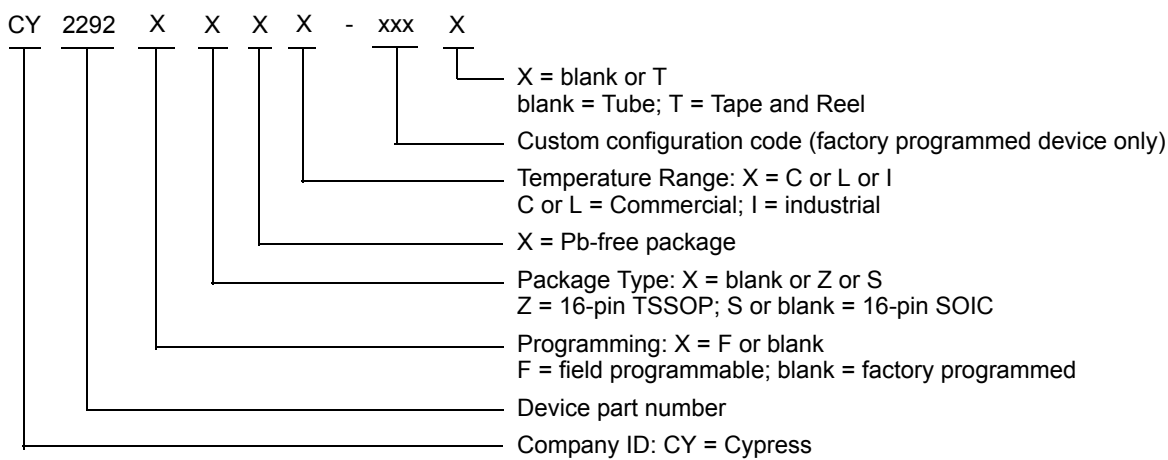 CY 2292 X X X X - xxx X
X = blank or T
blank = Tube; T = Tape and Reel
Custom configuration code (factory programmed device only)
Temperature Range: X = C or L or I
C or L = Commercial; I = industrial
X = Pb-free package
Package Type: X = blank or Z or S
Z = 16-pin TSSOP; S or blank = 16-pin SOIC
Programming: X = F or blank
F = field programmable; blank = factory programmed
Device part number
Company ID: CY = Cypress